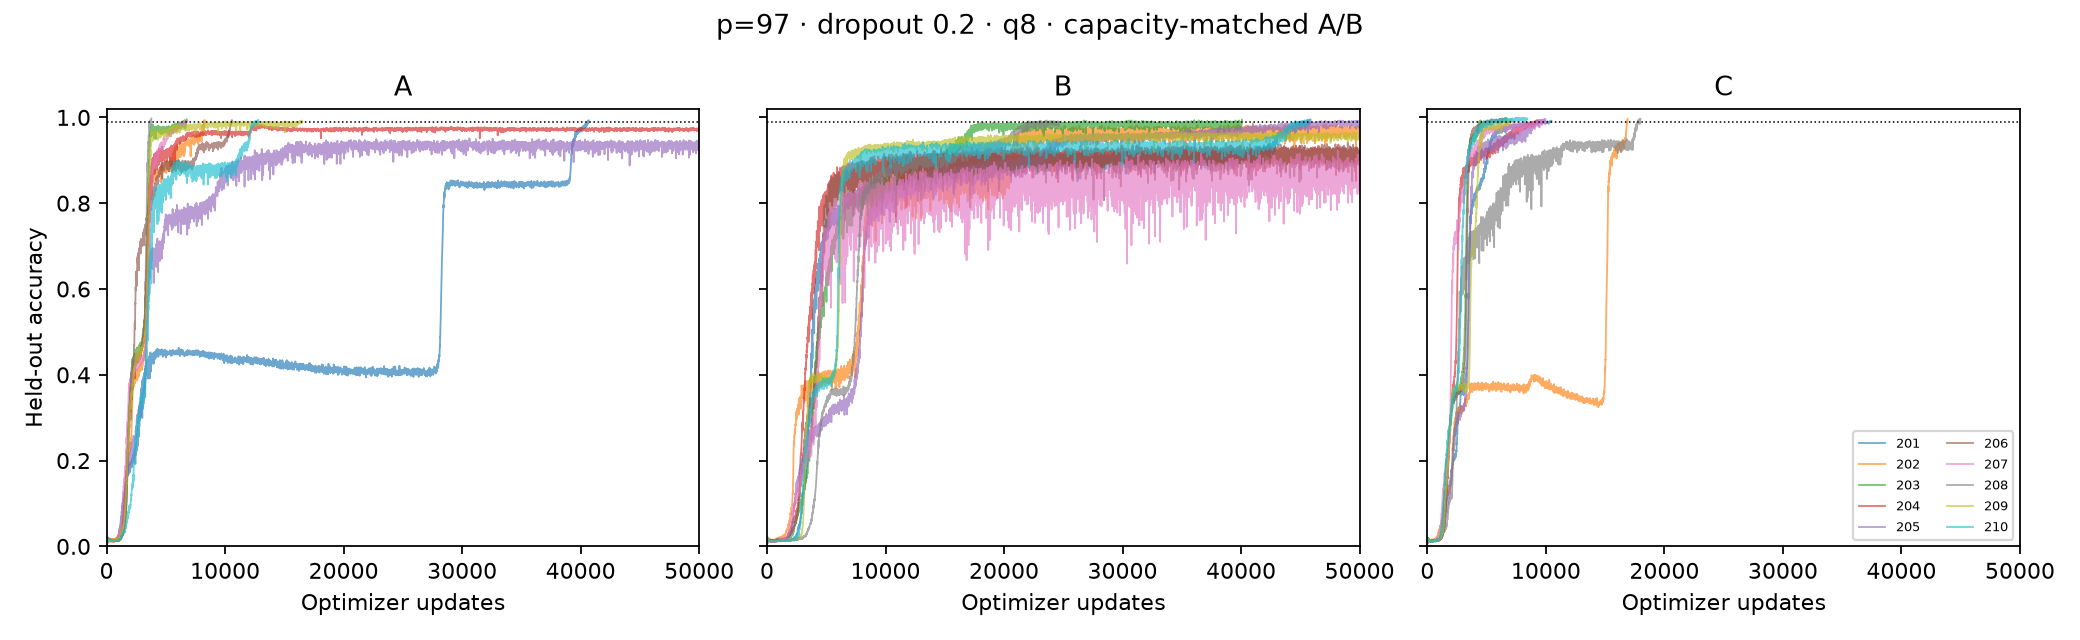 p=97 · dropout 0.2 · q8 · capacity-matched A/B
A
B
C
Held-out accuracy
1.0
0.8
0.6
0.4
0.2
0.0
0 10000 20000 30000 40000 50000
0 10000 20000 30000 40000 50000
0 10000 20000 30000 40000 50000
Optimizer updates
Optimizer updates
Optimizer updates
201 206
202 207
203 208
204 209
205 210